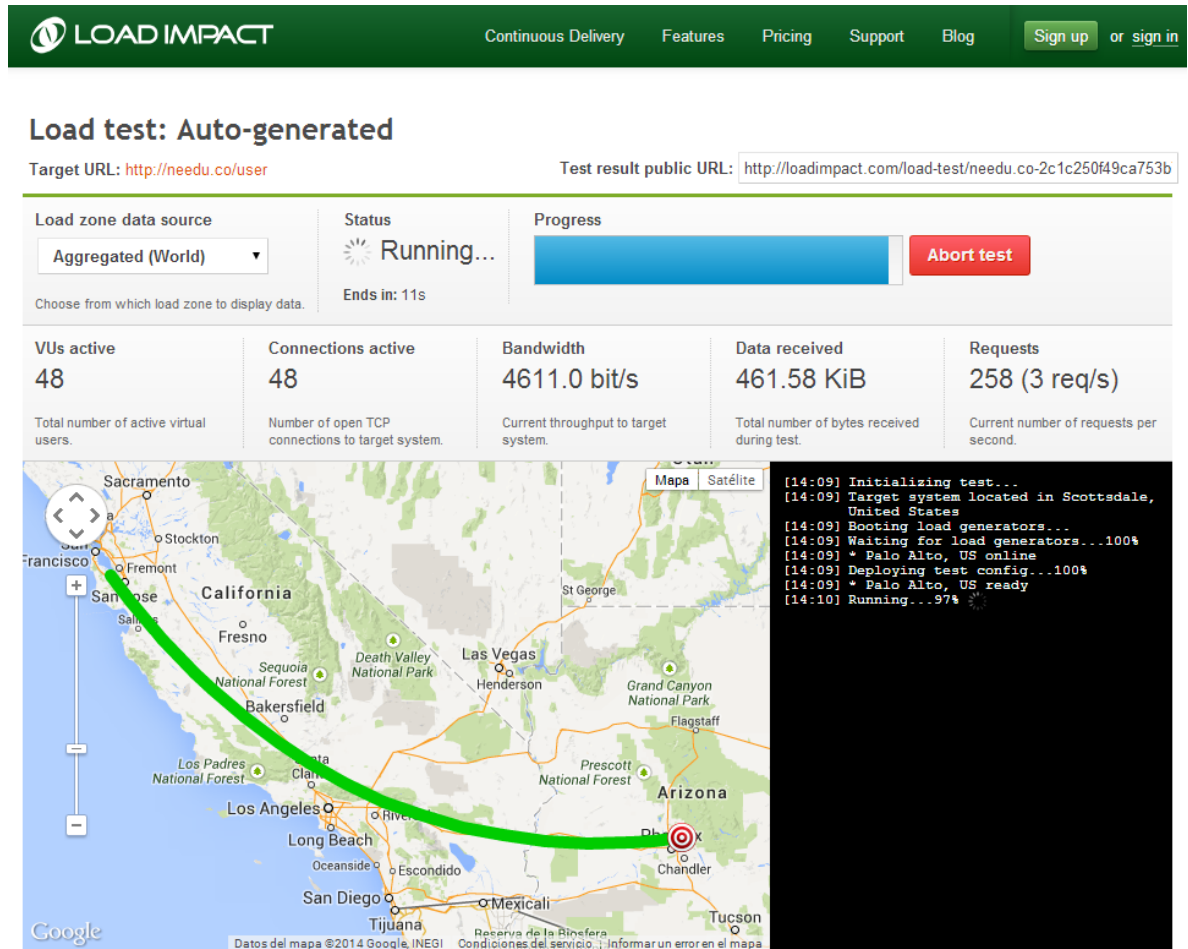 LOAD IMPACT
Continuous Delivery Features Pricing Support Blog Sign up or sign in
Load test: Auto-generated
Target URL: http://needu.co/user
Test result public URL: http://loadimpact.com/load-test/needu.co-2c1c250f49ca753b
Load zone data source
Aggregated (World)
Choose from which load zone to display data.
Status
Running...
Ends in: 11s
Progress
Abort test
VUs active
48
Total number of active virtual
users.
Connections active
48
Number of open TCP
connections to target system.
Bandwidth
4611.0 bit/s
Current throughput to target
system.
Data received
461.58 KiB
Total number of bytes received
during test.
Requests
258 (3 req/s)
Current number of requests per
second.
Mapa Satélite
Sacramento
Stockton
Francisco
Fremont
San Jose
California
St George
Fresno
Death Valley
National Park
Las Vegas
Henderson
Sequoia
National Forest
Grand Canyon
National Park
Bakersfield
Flagstaff
Los Padres
National Forest
Prescott
National Forest
Arizona
Los Angeles
Long Beach
Oceanside
Escondido
Chandler
San Diego
Mexicali
Tijuana
Tucson
Reserva de la Biosfera
Google
Datos del mapa ©2014 Google, INEGI Condiciones del servicio Informar un error en el mapa
[14:09] Initializing test...
[14:09] Target system located in Scottsdale,
United States
[14:09] Booting load generators...
[14:09] Waiting for load generators...100%
[14:09] * Palo Alto, US online
[14:09] Deploying test config...100%
[14:09] * Palo Alto, US ready
[14:10] Running...97%